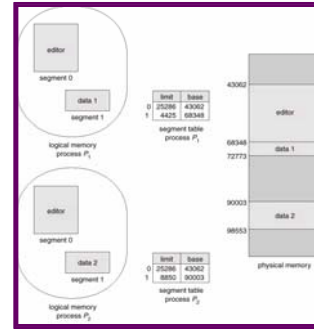 editor
segment 0
data 1
segment 1
logical memory
process P1
limit base
0 25286 43062
1 4425 68348
segment table
process P1
editor
segment 0
data 2
segment 1
logical memory
process P2
limit base
0 25286 43062
1 8850 90003
segment table
process P2
43062
editor
68348
data 1
72773
90003
data 2
98553
physical memory